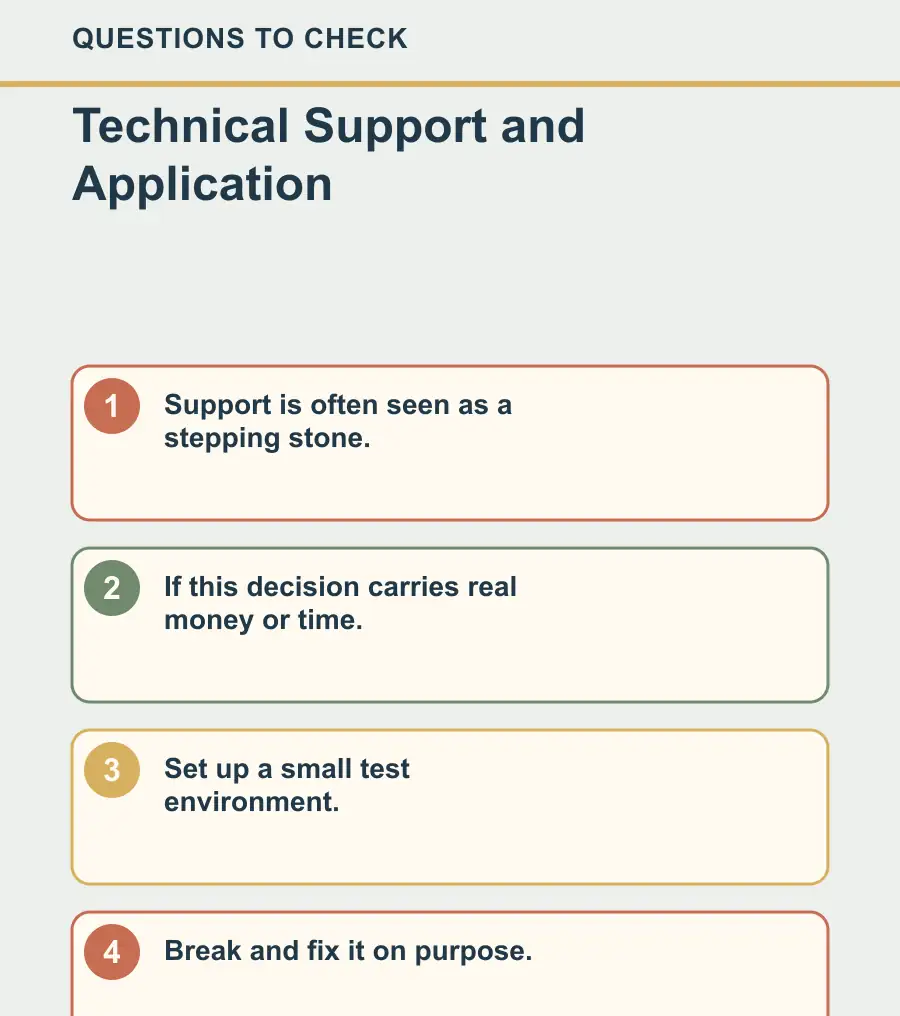 QUESTIONS TO CHECK
Technical Support and
Application
1
Support is often seen as a
stepping stone.
2
If this decision carries real
money or time.
3
Set up a small test
environment.
4
Break and fix it on purpose.